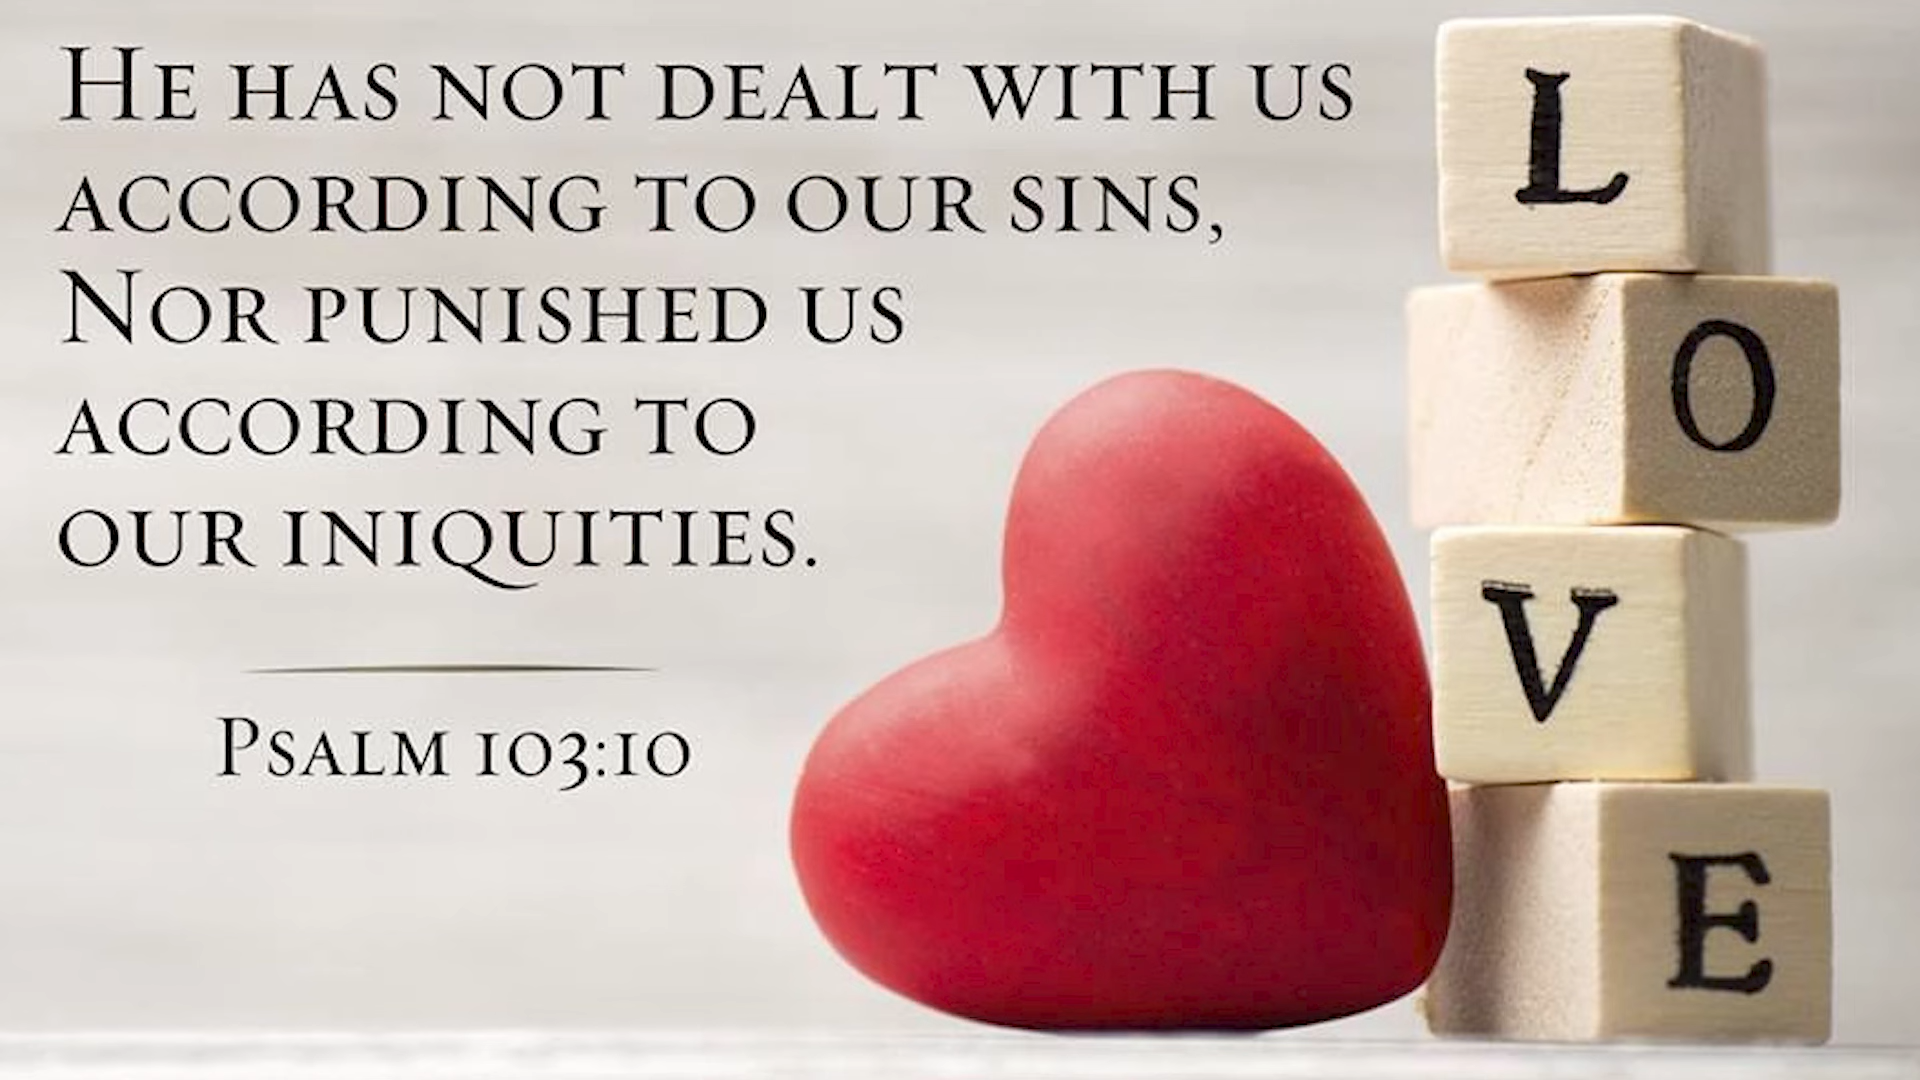 He has not dealt with us
according to our sins,
Nor punished us
according to
our iniquities.
Psalm 103:10
L
O
V
E